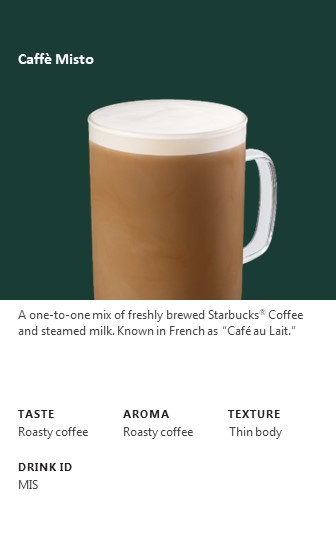 Caffè Misto
A one-to-one mix of freshly brewed Starbucks® Coffee
and steamed milk. Known in French as “Café au Lait.”
TASTE AROMA TEXTURE
Roasty coffee Roasty coffee Thin body
DRINK ID
MIS